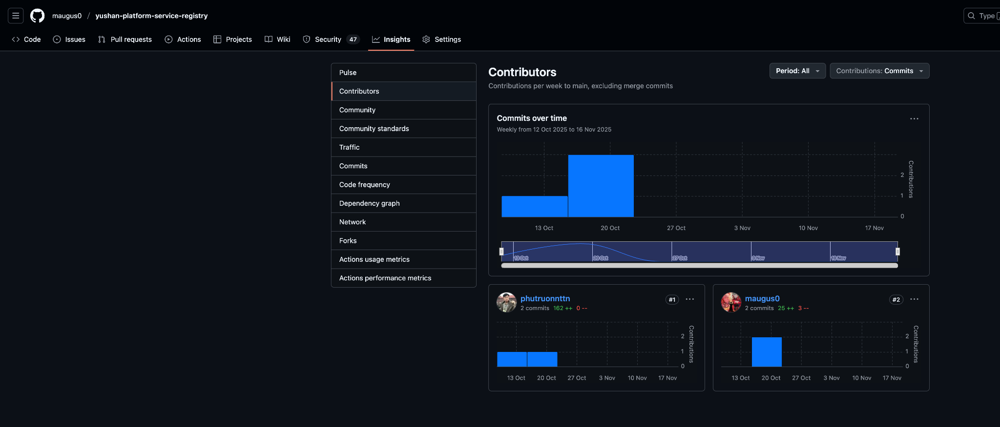 maugus0 / yushan-platform-service-registry
Type
Code Issues Pull requests Actions Projects Wiki Security 47 Insights Settings
Pulse
Contributors
Community
Community standards
Traffic
Commits
Code frequency
Dependency graph
Network
Forks
Actions usage metrics
Actions performance metrics
Contributors
Period: All
Contributions: Commits
Contributions per week to main, excluding merge commits
Commits over time
Weekly from 12 Oct 2025 to 16 Nov 2025
2
1
0
Contributions
13 Oct 20 Oct 27 Oct 3 Nov 10 Nov 17 Nov
13 Oct 20 Oct 27 Oct 3 Nov 10 Nov
phutruonnttn #1
2 commits 162 ++ 0 --
2
1
0
Contributions
13 Oct 20 Oct 27 Oct 3 Nov 10 Nov 17 Nov
maugus0 #2
2 commits 25 ++ 3 --
2
1
0
Contributions
13 Oct 20 Oct 27 Oct 3 Nov 10 Nov 17 Nov